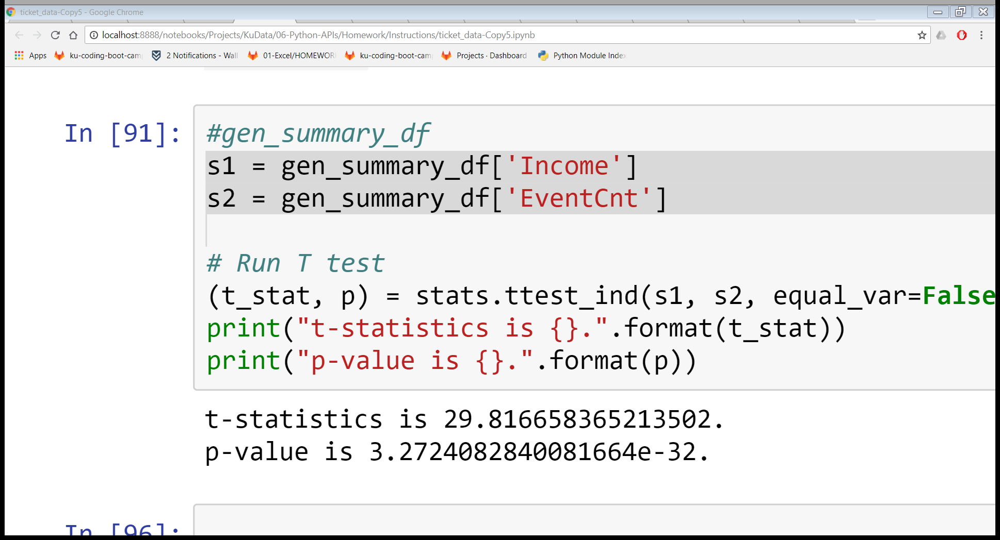 ticket_data-Copy5 - Google Chrome
localhost:8888/notebooks/Projects/KuData/06-Python-APIs/Homework/Instructions/ticket_data-Copy5.ipynb
Apps ku-coding-boot-cam 2 Notifications - Wall 01-Excel/HOMEWOR ku-coding-boot-cam Projects · Dashboard Python Module Index
In [91]:
#gen_summary_df
s1 = gen_summary_df['Income']
s2 = gen_summary_df['EventCnt']
# Run T test
(t_stat, p) = stats.ttest_ind(s1, s2, equal_var=False
print("t-statistics is {}.".format(t_stat))
print("p-value is {}.".format(p))
t-statistics is 29.816658365213502.
p-value is 3.2724082840081664e-32.
In [96]: